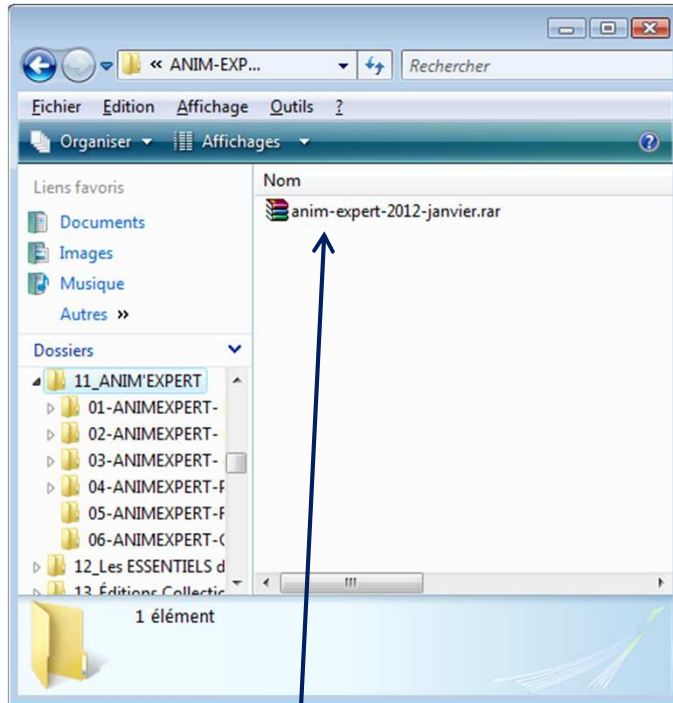 « ANIM-EXP...
Rechercher
Fichier Edition Affichage Outils ?
Organiser Affichages ?
Liens favoris
Documents
Images
Musique
Autres »
Dossiers
11_ANIM'EXPERT
01-ANIMEXPERT-
02-ANIMEXPERT-
03-ANIMEXPERT-
04-ANIMEXPERT-P
05-ANIMEXPERT-F
06-ANIMEXPERT-C
12_Les ESSENTIELS d
13_Éditions Collectic
Nom
anim-expert-2012-janvier.rar
1 élément